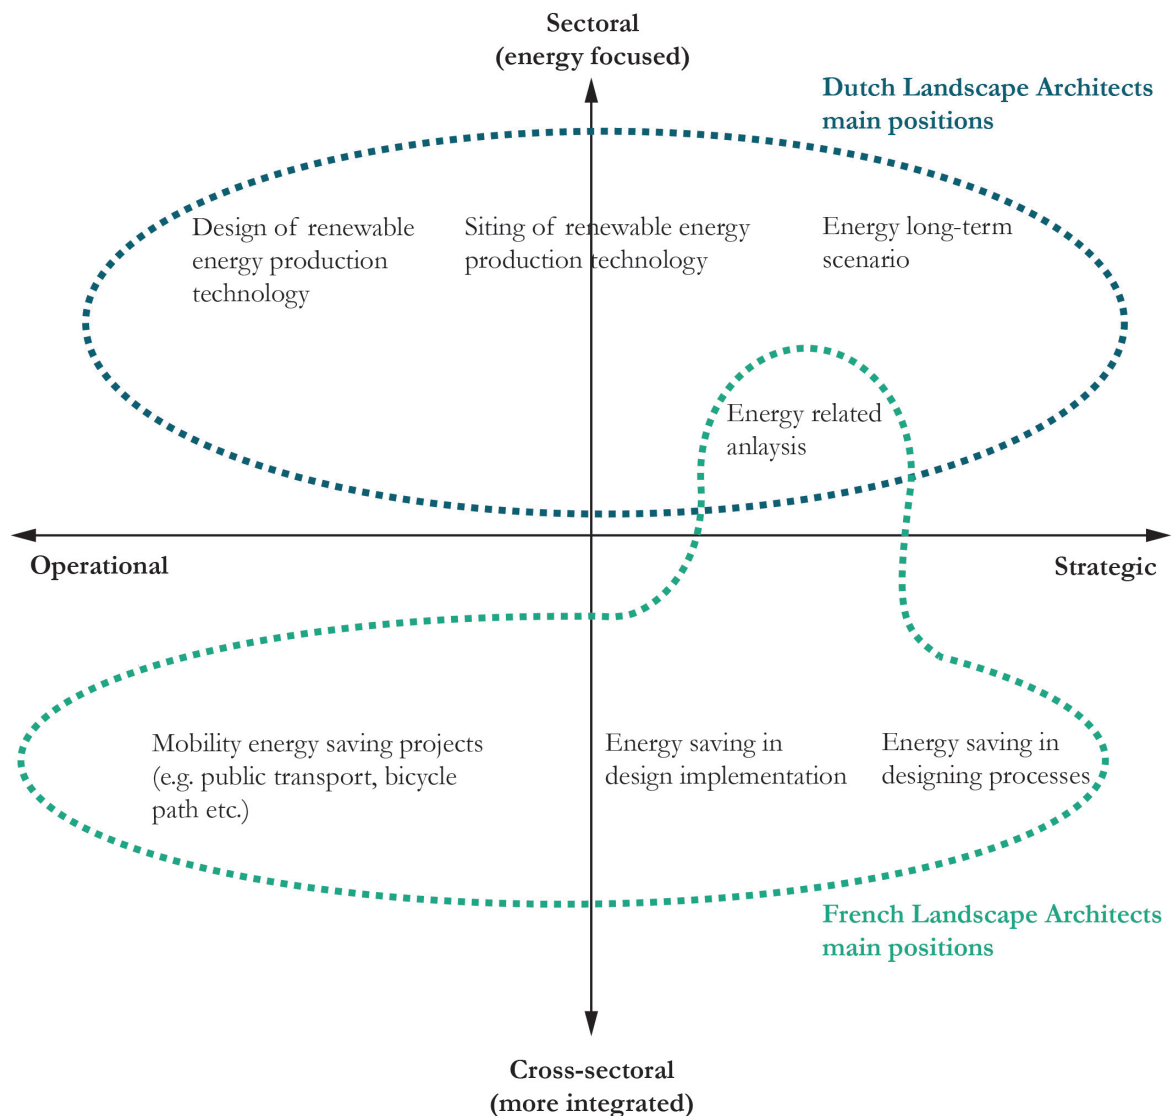 Sectoral
(energy focused)
Dutch Landscape Architects
main positions
Design of renewable
energy production
technology
Siting of renewable energy
production technology
Energy long-term
scenario
Energy related
anlaysis
Operational
Strategic
Mobility energy saving projects
(e.g. public transport, bicycle
path etc.)
Energy saving in
design implementation
Energy saving in
designing processes
French Landscape Architects
main positions
Cross-sectoral
(more integrated)